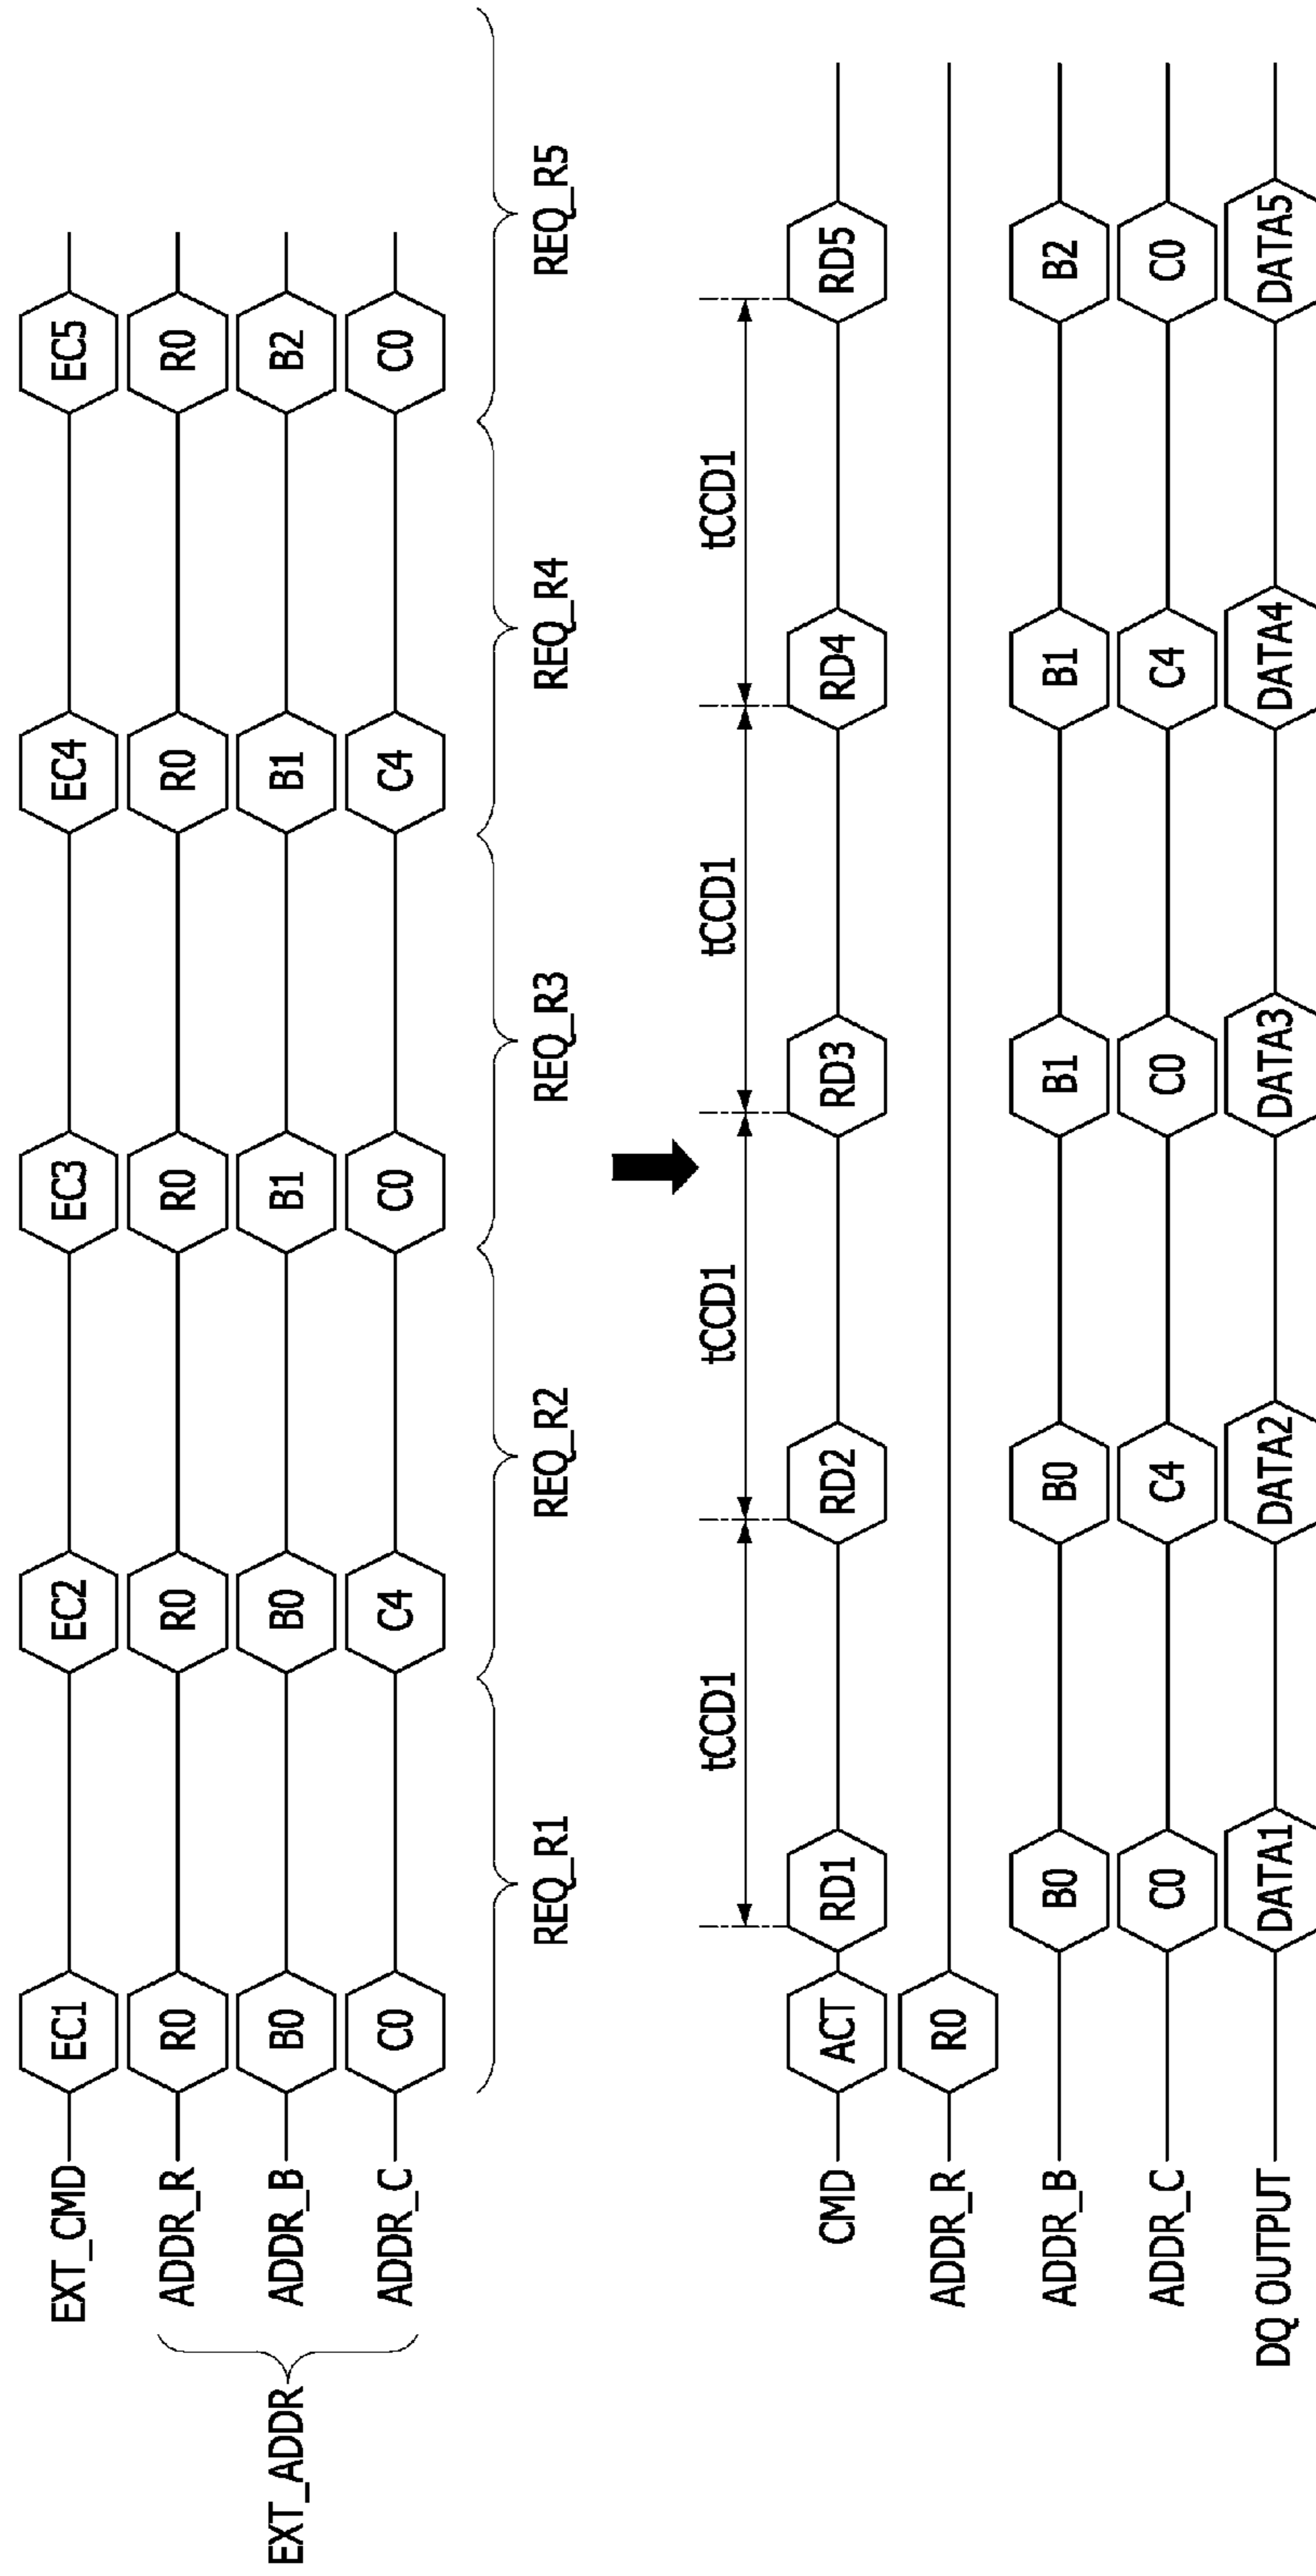 EXT_CMD EC1 EC2 EC3 EC4 EC5
EXT_ADDR
ADDR_R R0 R0 R0 R0 R0
ADDR_B B0 B0 B1 B1 B2
ADDR_C C0 C4 C0 C4 C0
REQ_R1 REQ_R2 REQ_R3 REQ_R4 REQ_R5
tCCD1 tCCD1 tCCD1 tCCD1
CMD ACT RD1 RD2 RD3 RD4 RD5
ADDR_R R0
ADDR_B B0 B0 B1 B1 B2
ADDR_C C0 C4 C0 C4 C0
DQ OUTPUT DATA1 DATA2 DATA3 DATA4 DATA5